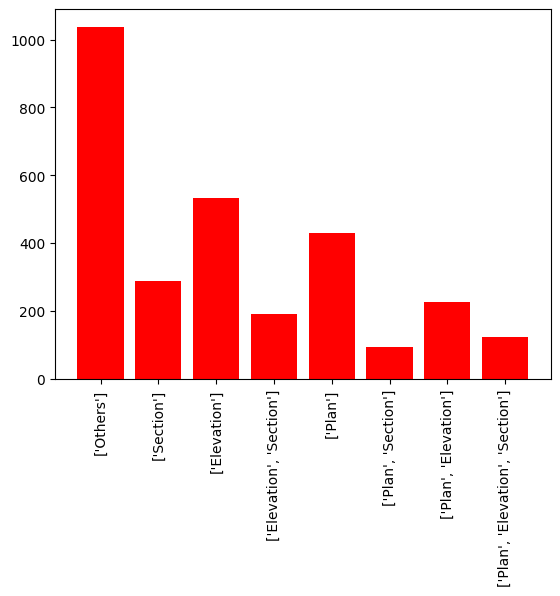 1000
800
600
400
200
0
['Others']
['Section']
['Elevation']
['Elevation', 'Section']
['Plan']
['Plan', 'Section']
['Plan', 'Elevation']
['Plan', 'Elevation', 'Section']